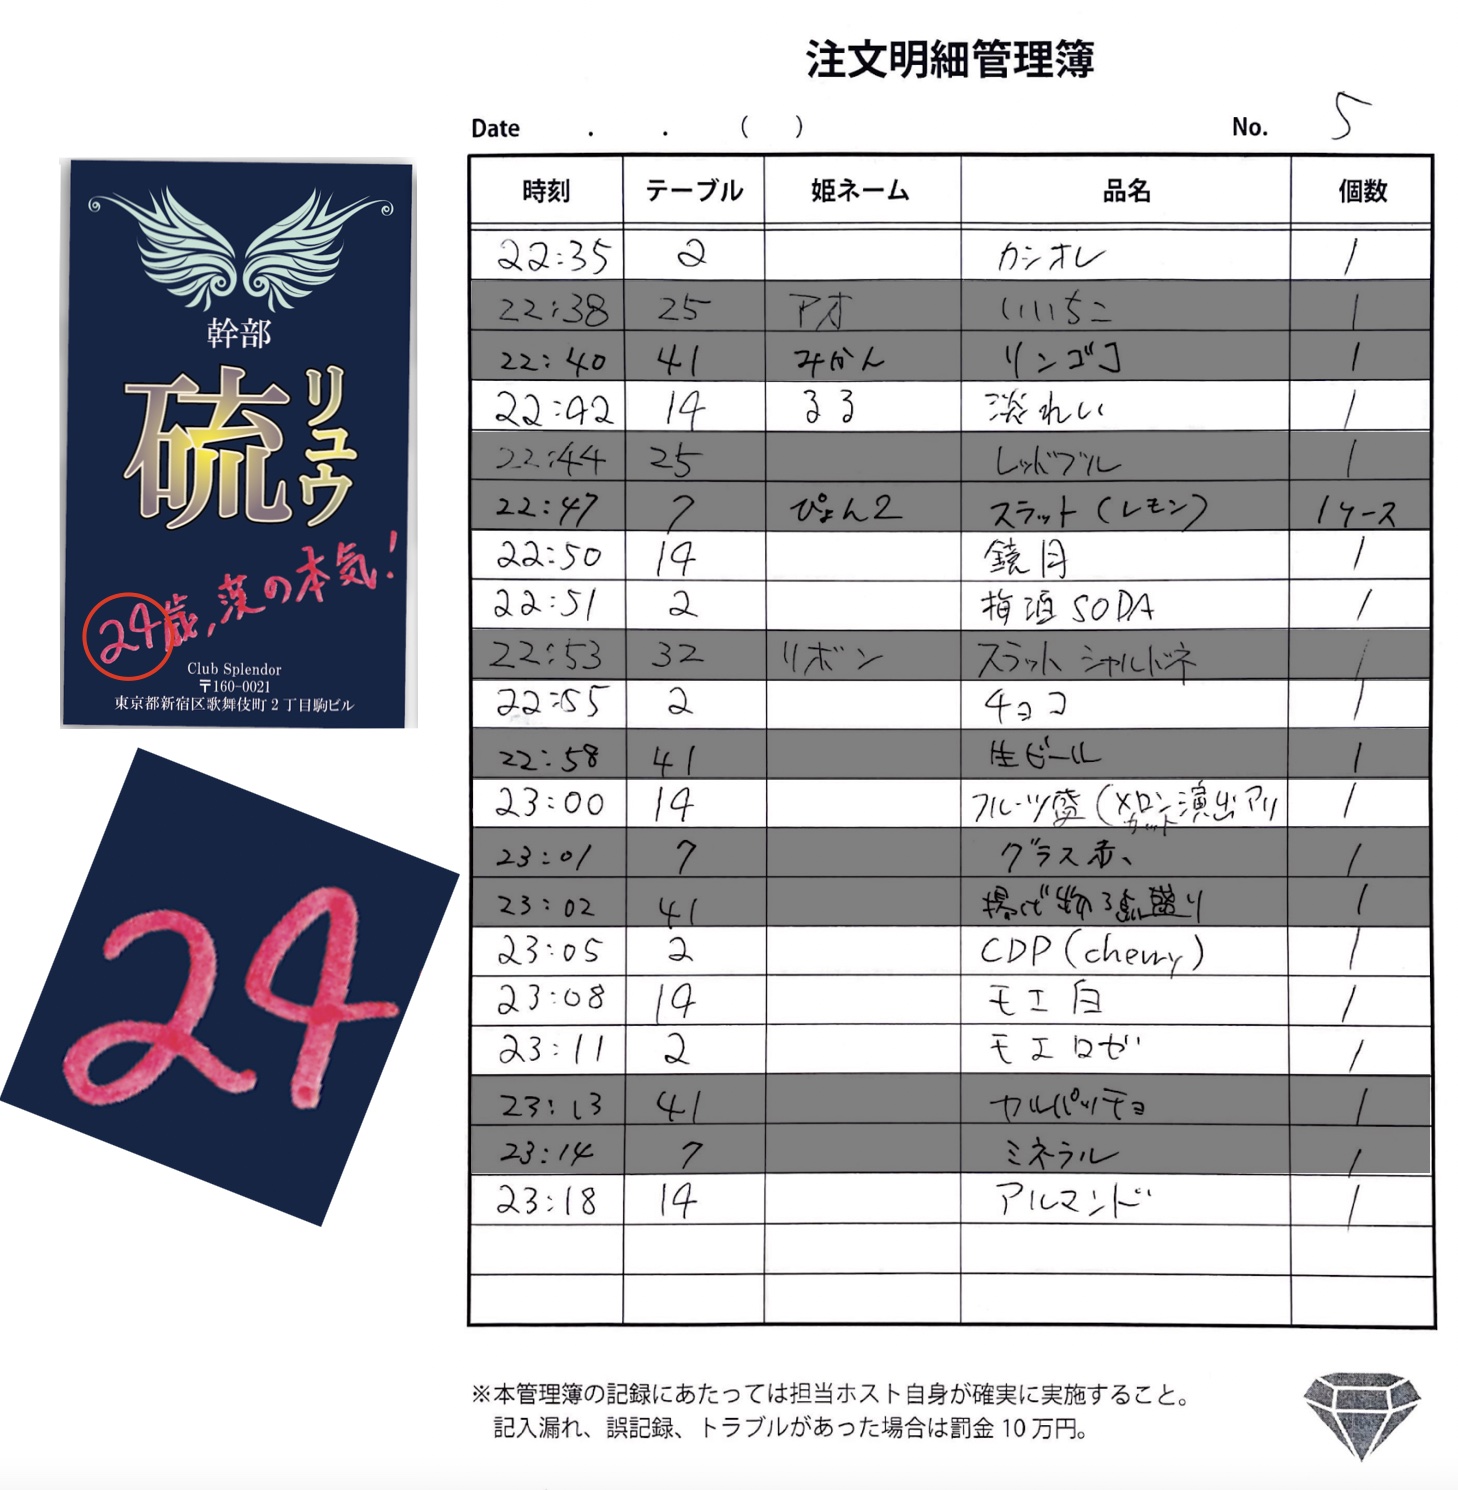 注文明細管理簿
Date . . ( ) No. 5
時刻 テーブル 姫ネーム 品名 個数
22:35 2 カシオレ 1
22:38 25 アオ いいちこ 1
22:40 41 みかん リンゴJ 1
22:42 14 るる 淡れい 1
22:44 25 レッドブル 1
22:47 7 ぴょん2 スラット(レモン) 1ケース
22:50 14 鏡月 1
22:51 2 梅酒SODA 1
22:53 32 リボン スラット シャルドネ 1
22:55 2 チョコ 1
22:58 41 生ビール 1
23:00 14 フルーツ盛(メロンカット演出アリ 1
23:01 7 グラス赤、 1
23:02 41 揚げ物3点盛り 1
23:05 2 CDP(cherry) 1
23:08 14 モエ白 1
23:11 2 モエロゼ 1
23:13 41 カルパッチョ 1
23:14 7 ミネラル 1
23:18 14 アルマンド 1
※本管理簿の記録にあたっては担当ホスト自身が確実に実施すること。
記入漏れ、誤記録、トラブルがあった場合は罰金10万円。
幹部
硫
リュウ
24歳,漢の本気!
Club Splendor
〒160-0021
東京都新宿区歌舞伎町2丁目駒ビル
24